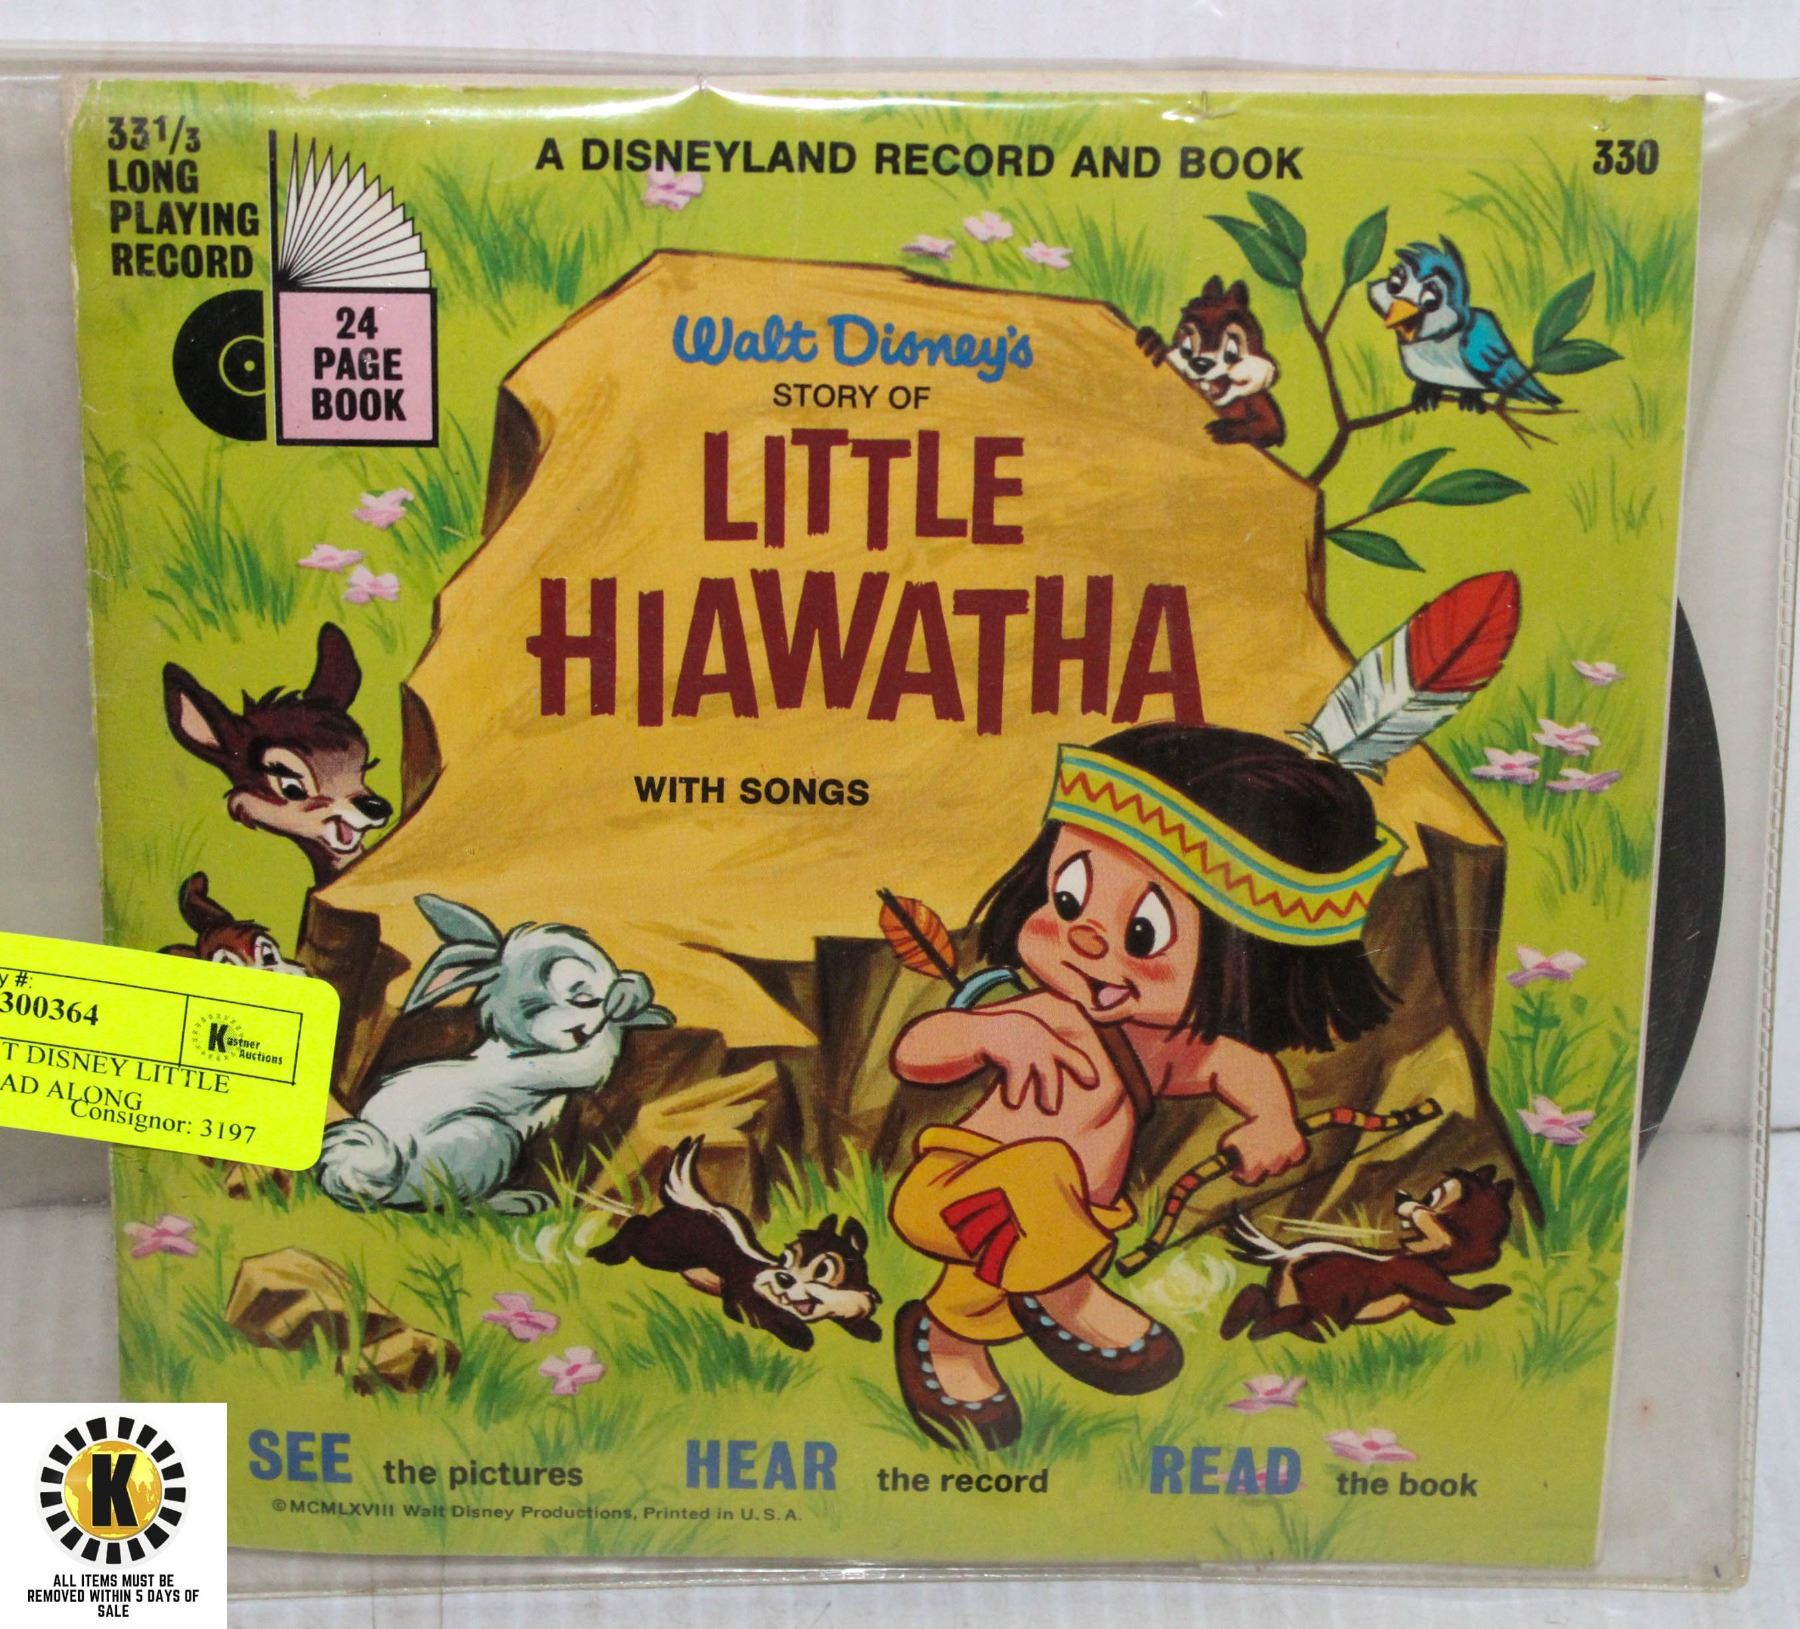 33 1/3
LONG
PLAYING
RECORD
24
PAGE
BOOK
A DISNEYLAND RECORD AND BOOK
330
Walt Disney's
STORY OF
LITTLE
HIAWATHA
WITH SONGS
#:
300364
Kastner
Auctions
DISNEY LITTLE
ALONG
Consignor: 3197
SEE the pictures HEAR the record READ the book
©MCMLXVIII Walt Disney Productions, Printed in U.S.A.
K
ALL ITEMS MUST BE
REMOVED WITHIN 5 DAYS OF
SALE